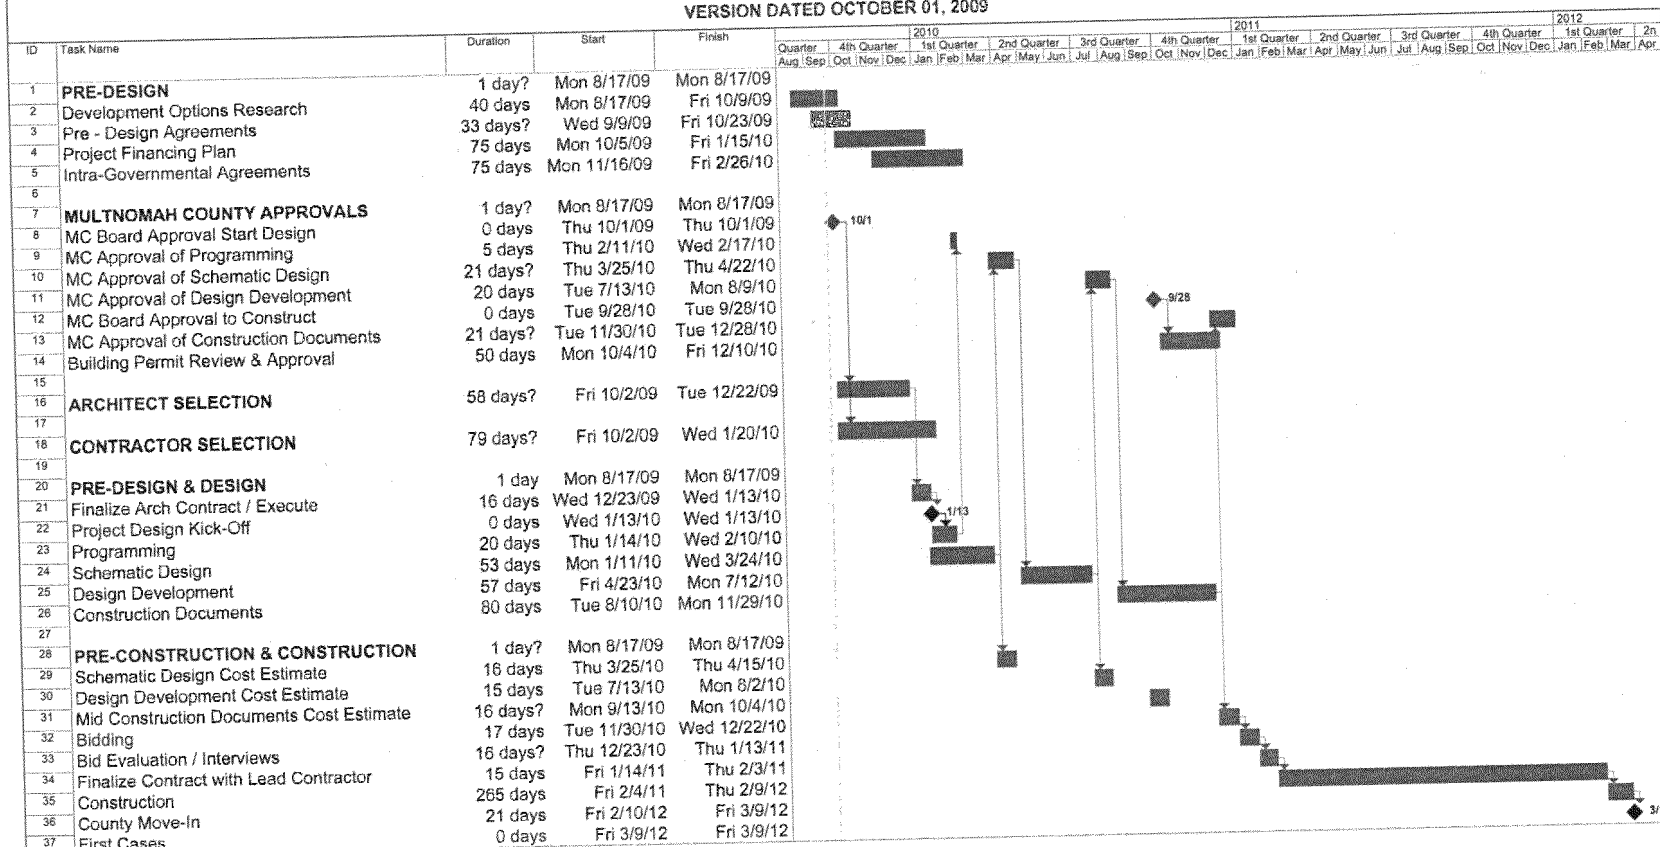 VERSION DATED OCTOBER 01, 2009
2010 2011 2012
ID Task Name Duration Start Finish Quarter 4th Quarter 1st Quarter 2nd Quarter 3rd Quarter 4th Quarter 1st Quarter 2nd Quarter 3rd Quarter 4th Quarter 1st Quarter 2n
Aug Sep Oct Nov Dec Jan Feb Mar Apr May Jun Jul Aug Sep Oct Nov Dec Jan Feb Mar Apr May Jun Jul Aug Sep Oct Nov Dec Jan Feb Mar Apr
1 PRE-DESIGN 1 day? Mon 8/17/09 Mon 8/17/09
2 Development Options Research 40 days Mon 8/17/09 Fri 10/9/09
3 Pre - Design Agreements 33 days? Wed 9/9/09 Fri 10/23/09
4 Project Financing Plan 75 days Mon 10/5/09 Fri 1/15/10
5 Intra-Governmental Agreements 75 days Mon 11/16/09 Fri 2/26/10
6
7 MULTNOMAH COUNTY APPROVALS 1 day? Mon 8/17/09 Mon 8/17/09
8 MC Board Approval Start Design 0 days Thu 10/1/09 Thu 10/1/09 10/1
9 MC Approval of Programming 5 days Thu 2/11/10 Wed 2/17/10
10 MC Approval of Schematic Design 21 days? Thu 3/25/10 Thu 4/22/10
11 MC Approval of Design Development 20 days Tue 7/13/10 Mon 8/9/10
12 MC Board Approval to Construct 0 days Tue 9/28/10 Tue 9/28/10 9/28
13 MC Approval of Construction Documents 21 days? Tue 11/30/10 Tue 12/28/10
14 Building Permit Review & Approval 50 days Mon 10/4/10 Fri 12/10/10
15
16 ARCHITECT SELECTION 58 days? Fri 10/2/09 Tue 12/22/09
17
18 CONTRACTOR SELECTION 79 days? Fri 10/2/09 Wed 1/20/10
19
20 PRE-DESIGN & DESIGN 1 day Mon 8/17/09 Mon 8/17/09
21 Finalize Arch Contract / Execute 16 days Wed 12/23/09 Wed 1/13/10
22 Project Design Kick-Off 0 days Wed 1/13/10 Wed 1/13/10 1/13
23 Programming 20 days Thu 1/14/10 Wed 2/10/10
24 Schematic Design 53 days Mon 1/11/10 Wed 3/24/10
25 Design Development 57 days Fri 4/23/10 Mon 7/12/10
26 Construction Documents 80 days Tue 8/10/10 Mon 11/29/10
27
28 PRE-CONSTRUCTION & CONSTRUCTION 1 day? Mon 8/17/09 Mon 8/17/09
29 Schematic Design Cost Estimate 16 days Thu 3/25/10 Thu 4/15/10
30 Design Development Cost Estimate 15 days Tue 7/13/10 Mon 8/2/10
31 Mid Construction Documents Cost Estimate 16 days? Mon 9/13/10 Mon 10/4/10
32 Bidding 17 days Tue 11/30/10 Wed 12/22/10
33 Bid Evaluation / Interviews 16 days? Thu 12/23/10 Thu 1/13/11
34 Finalize Contract with Lead Contractor 15 days Fri 1/14/11 Thu 2/3/11
35 Construction 265 days Fri 2/4/11 Thu 2/9/12
36 County Move-In 21 days Fri 2/10/12 Fri 3/9/12
37 First Cases 0 days Fri 3/9/12 Fri 3/9/12 3/